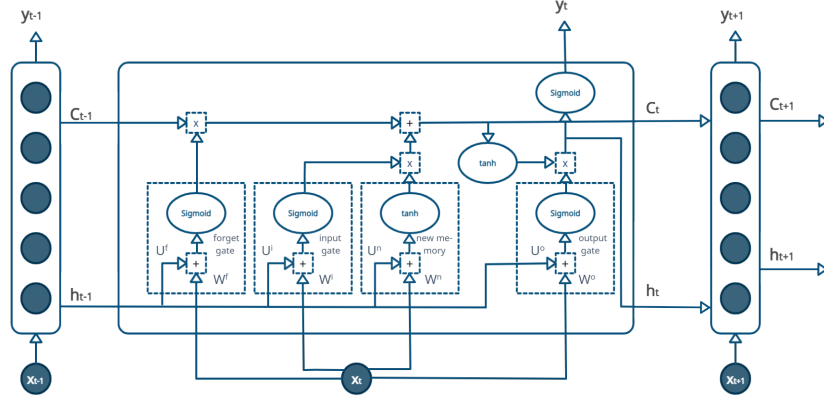 yt-1
yt
yt+1
Sigmoid
Ct-1
x
+
Ct
Ct+1
x
tanh
x
Sigmoid
Sigmoid
tanh
Sigmoid
forget
gate
input
gate
new me-
mory
output
gate
Uf
Ui
Un
Uo
+
+
+
+
ht+1
Wf
Wi
Wn
Wo
ht-1
ht
xt-1
xt
xt+1